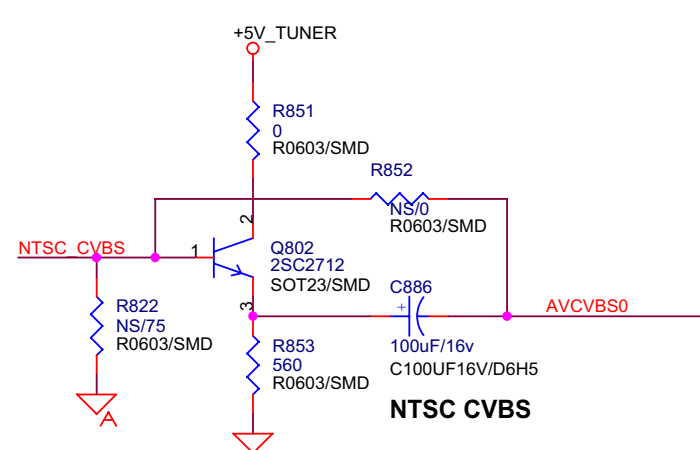 +5V_TUNER
R851
0
R0603/SMD
R852
NS/0
R0603/SMD
NTSC_CVBS
1
2
3
Q802
2SC2712
SOT23/SMD
R822
NS/75
R0603/SMD
A
R853
560
R0603/SMD
C886
+
100uF/16v
C100UF16V/D6H5
AVCVBS0
NTSC CVBS